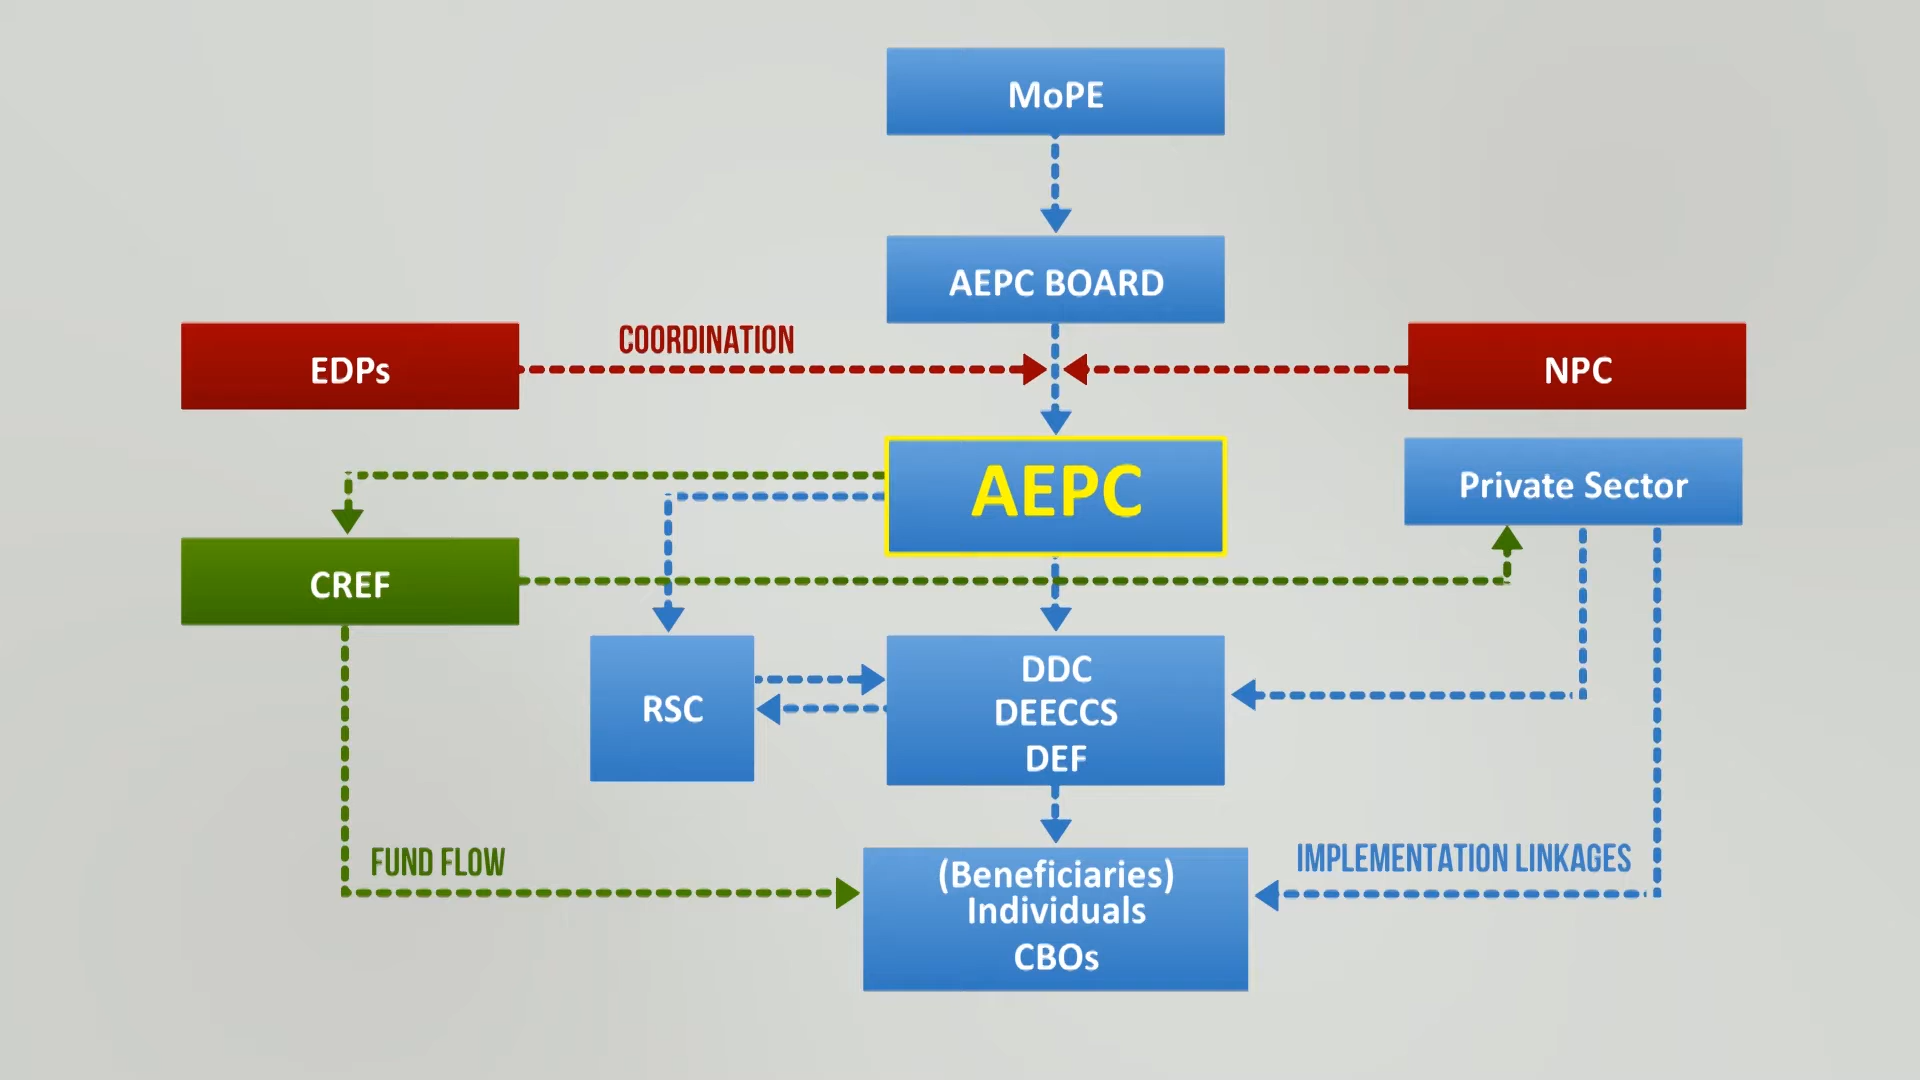 MoPE
AEPC BOARD
COORDINATION
EDPs
NPC
AEPC
Private Sector
CREF
RSC
DDC
DEECCS
DEF
FUND FLOW
IMPLEMENTATION LINKAGES
(Beneficiaries)
Individuals
CBOs